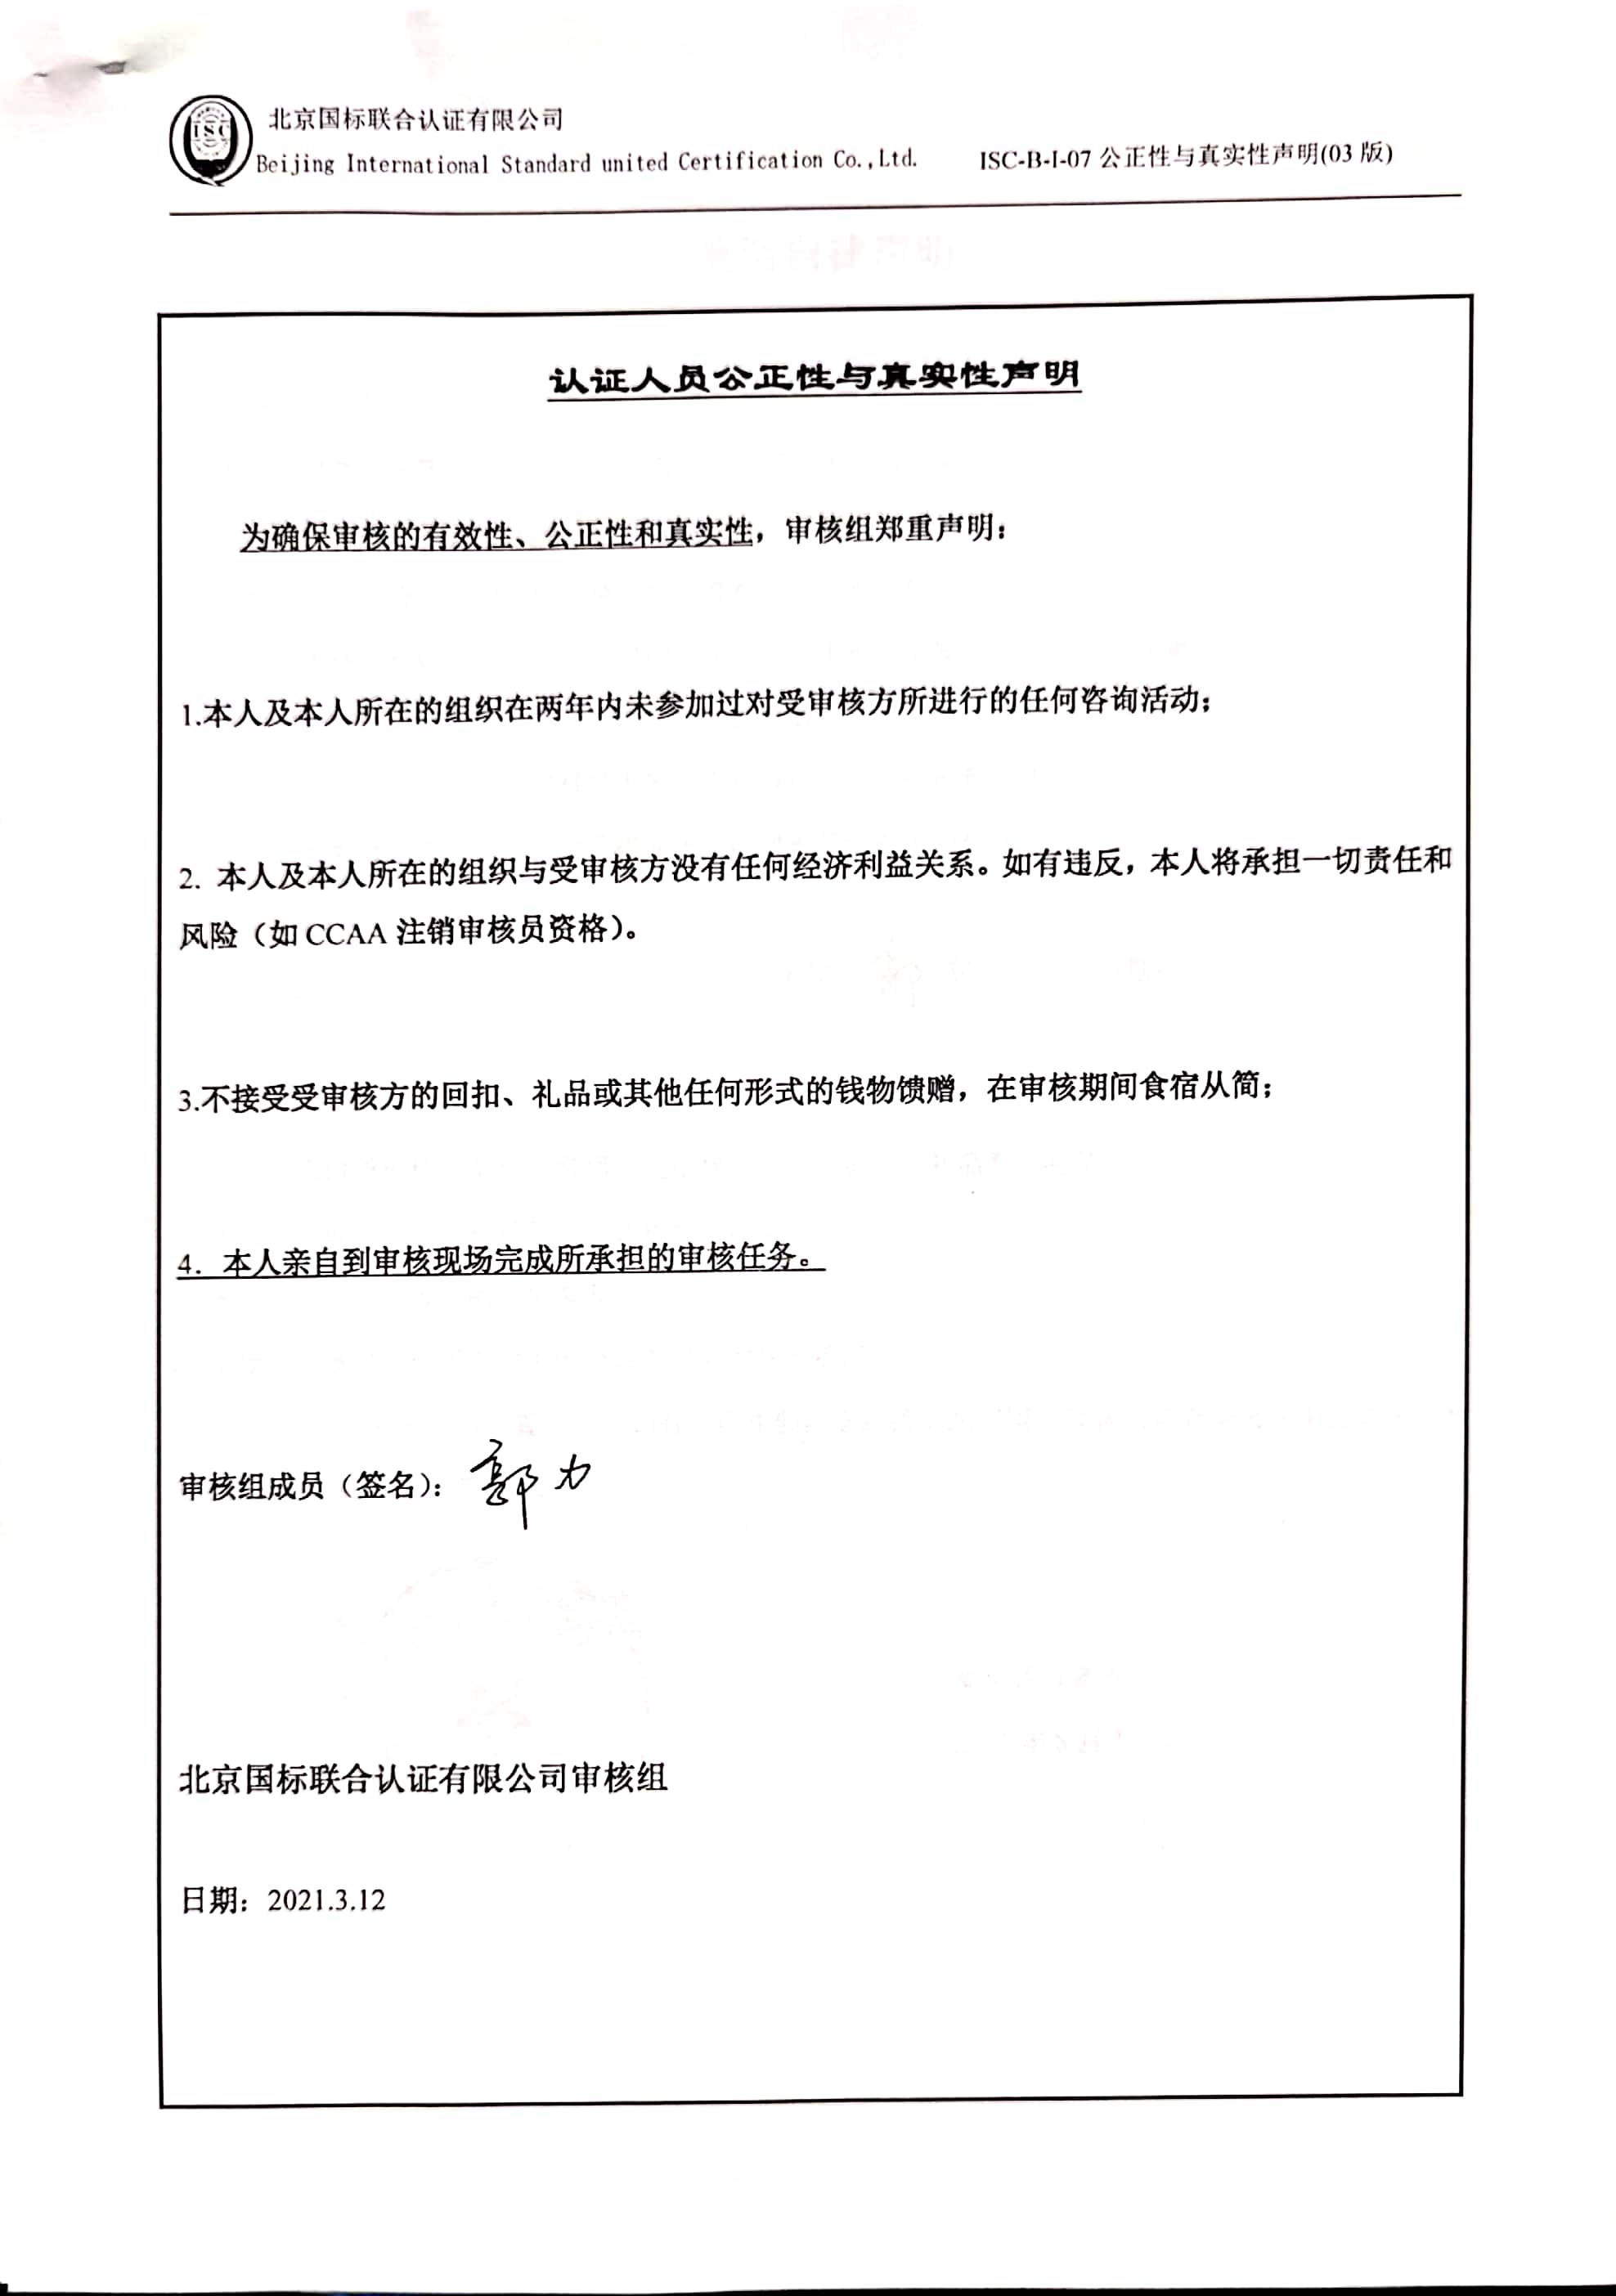 ISC
北京国标联合认证有限公司
Beijing International Standard united Certification Co.,Ltd. ISC-B-I-07 公正性与真实性声明(03 版)
认证人员公正性与真实性声明
为确保审核的有效性、公正性和真实性，审核组郑重声明：
1.本人及本人所在的组织在两年内未参加过对受审核方所进行的任何咨询活动；
2. 本人及本人所在的组织与受审核方没有任何经济利益关系。如有违反，本人将承担一切责任和
风险（如 CCAA 注销审核员资格）。
3.不接受受审核方的回扣、礼品或其他任何形式的钱物馈赠，在审核期间食宿从简；
4. 本人亲自到审核现场完成所承担的审核任务。
审核组成员（签名）： 郭力
北京国标联合认证有限公司审核组
日期：2021.3.12